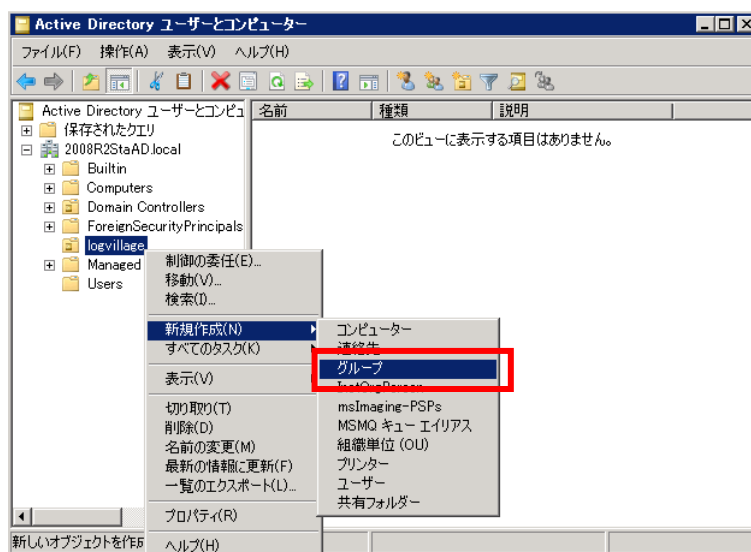 Active Directory ユーザーとコンピューター
ファイル(F) 操作(A) 表示(V) ヘルプ(H)
Active Directory ユーザーとコンピュ
名前 種類 説明
このビューに表示する項目はありません。
保存されたクエリ
2008R2StaAD.local
Builtin
Computers
Domain Controllers
ForeignSecurityPrincipals
logvillage
Managed
Users
制御の委任(E)...
移動(V)...
検索(I)...
新規作成(N)
すべてのタスク(K)
表示(V)
切り取り(T)
削除(D)
名前の変更(M)
最新の情報に更新(F)
一覧のエクスポート(L)...
プロパティ(R)
ヘルプ(H)
コンピューター
連絡先
グループ
InetOrgPerson
msImaging-PSPs
MSMQ キュー エイリアス
組織単位 (OU)
プリンター
ユーザー
共有フォルダー
新しいオブジェクトを作成